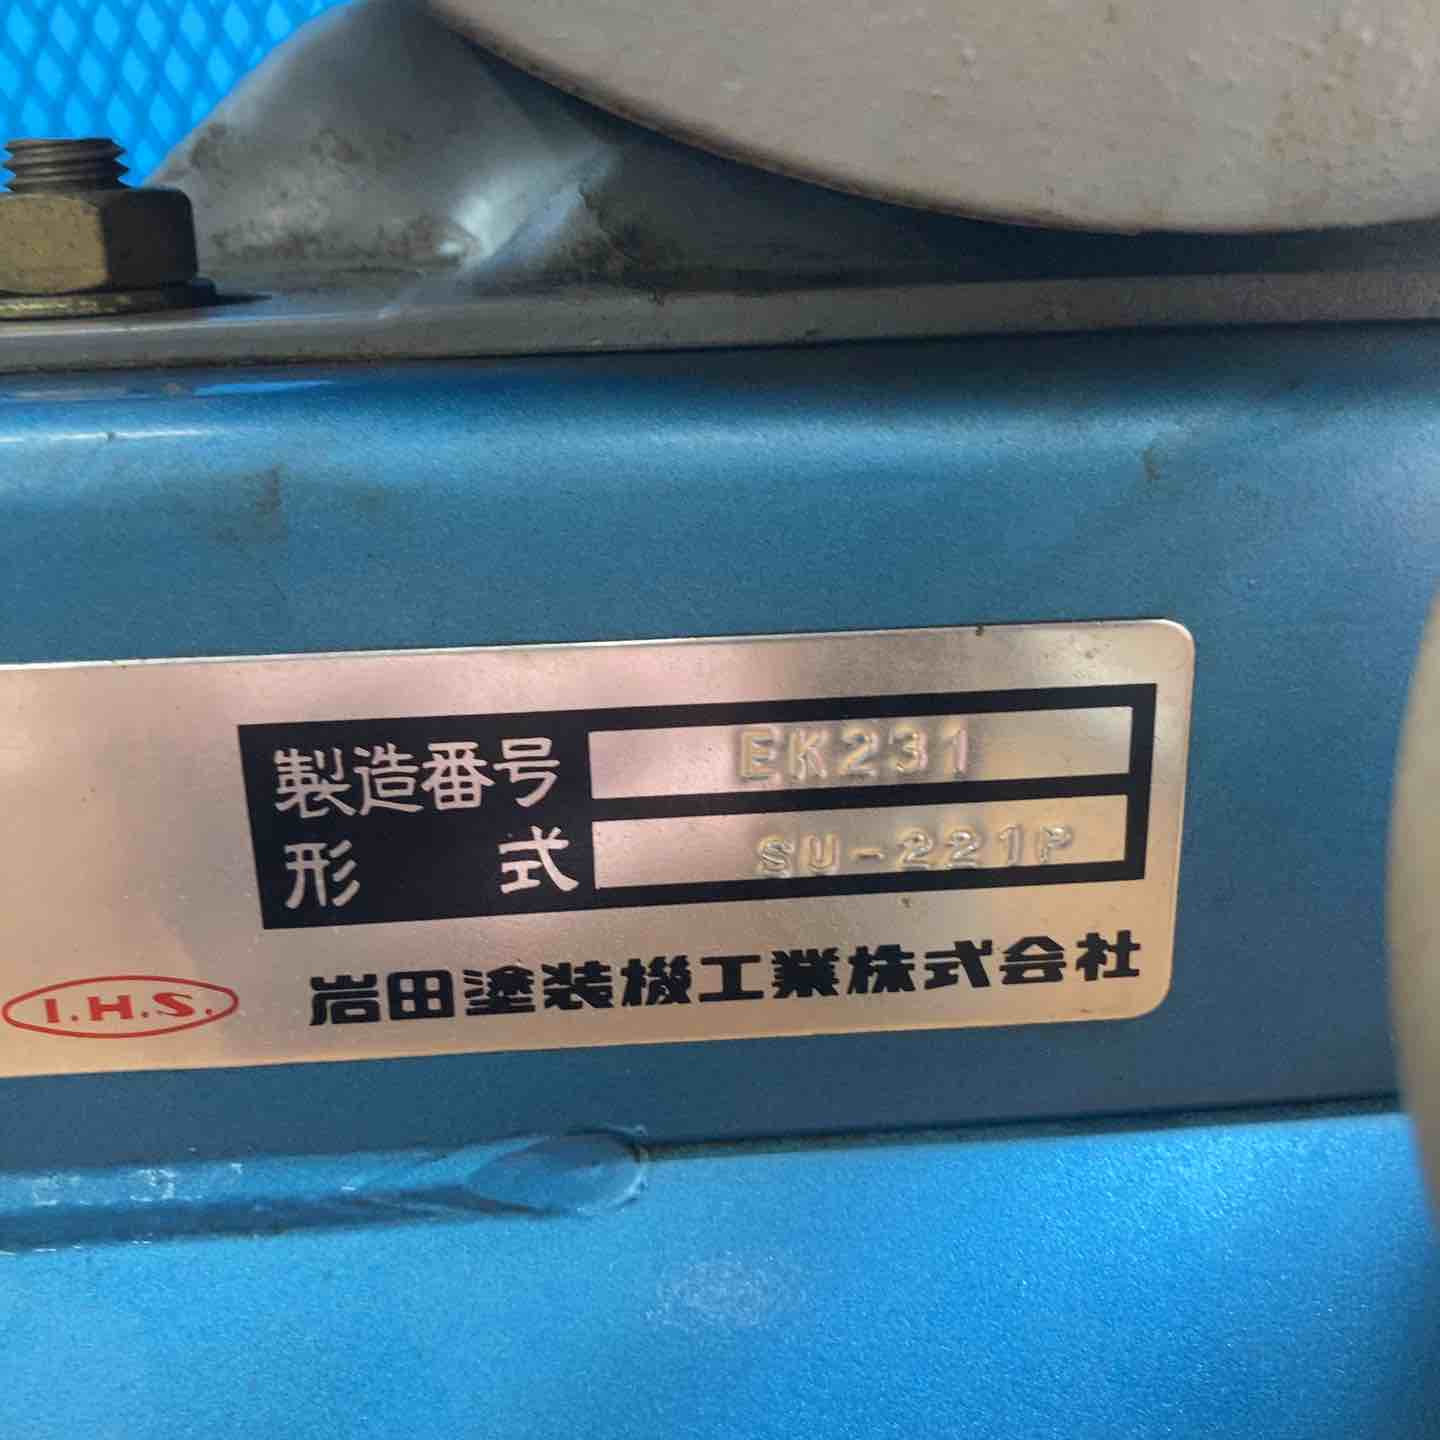 製造番号 EK231
形式 SU-221P
I.H.S. 岩田塗装機工業株式会社